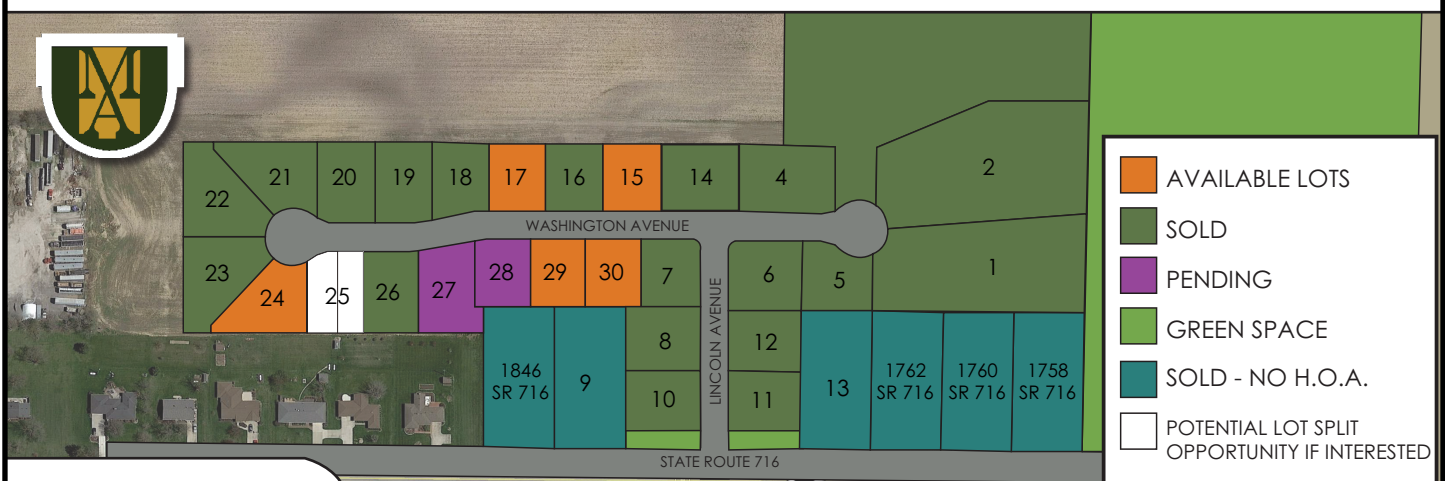 2
21
20
19
18
17
16
15
14
4
22
WASHINGTON AVENUE
23
24
25
26
27
28
29
30
7
6
5
1
LINCOLN AVENUE
8
12
1846
SR 716
9
10
11
13
1762
SR 716
1760
SR 716
1758
SR 716
STATE ROUTE 716
AVAILABLE LOTS
SOLD
PENDING
GREEN SPACE
SOLD - NO H.O.A.
POTENTIAL LOT SPLIT
OPPORTUNITY IF INTERESTED